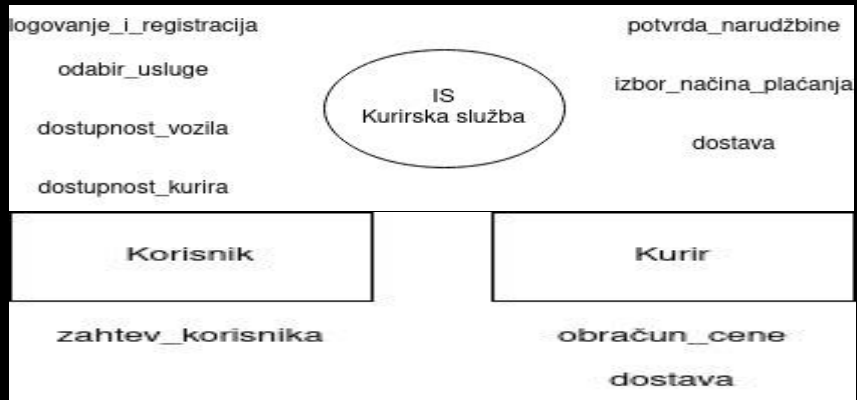 logovanje_i_registracija
odabir_usluge
dostupnost_vozila
dostupnost_kurira
IS
Kurirska služba
potvrda_narudžbine
izbor_načina_plaćanja
dostava
Korisnik
zahtev_korisnika
Kurir
obračun_cene
dostava